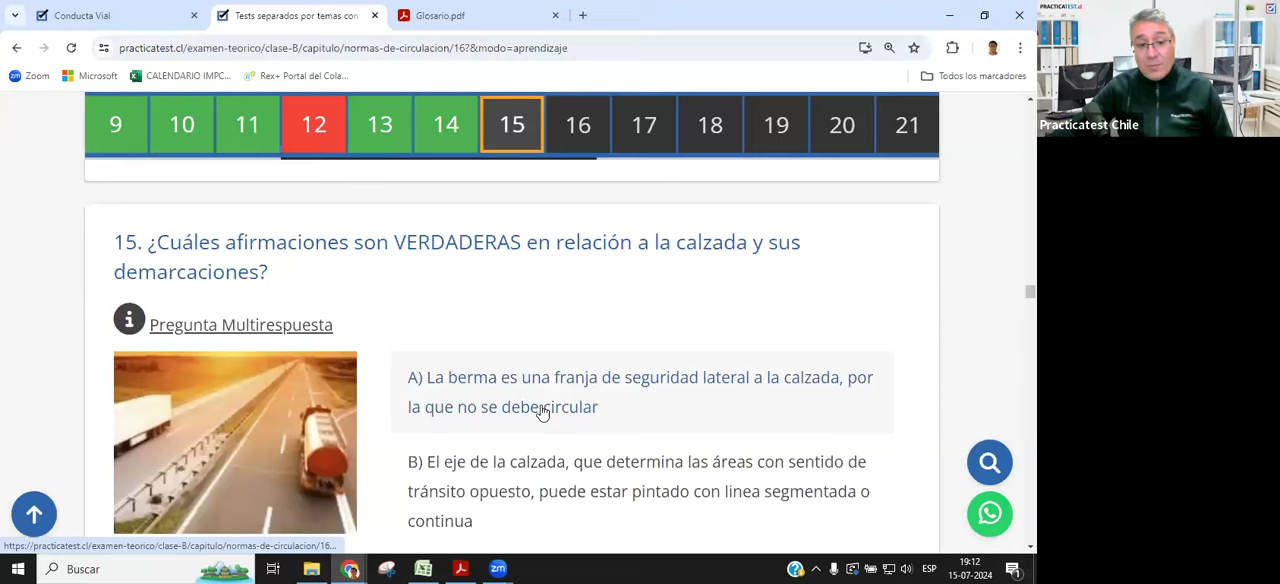 Conducta Vial
Tests separados por temas con
Glosario.pdf
practicatest.cl/examen-teorico/clase-B/capitulo/normas-de-circulacion/16?xmodo=aprendizaje
Zoom
Microsoft
CALENDARIO IMPC...
Rex+ Portal del Cola...
Todos los marcadores
PRACTICATEST.cl
Practicatest Chile
9 10 11 12 13 14 15 16 17 18 19 20 21
15. ¿Cuáles afirmaciones son VERDADERAS en relación a la calzada y sus
demarcaciones?
Pregunta Multirespuesta
A) La berma es una franja de seguridad lateral a la calzada, por
la que no se debe circular
B) El eje de la calzada, que determina las áreas con sentido de
tránsito opuesto, puede estar pintado con linea segmentada o
continua
https://practicatest.cl/examen-teorico/clase-B/capitulo/normas-de-circulacion/16...
Buscar
ESP
19:12
15-07-2024